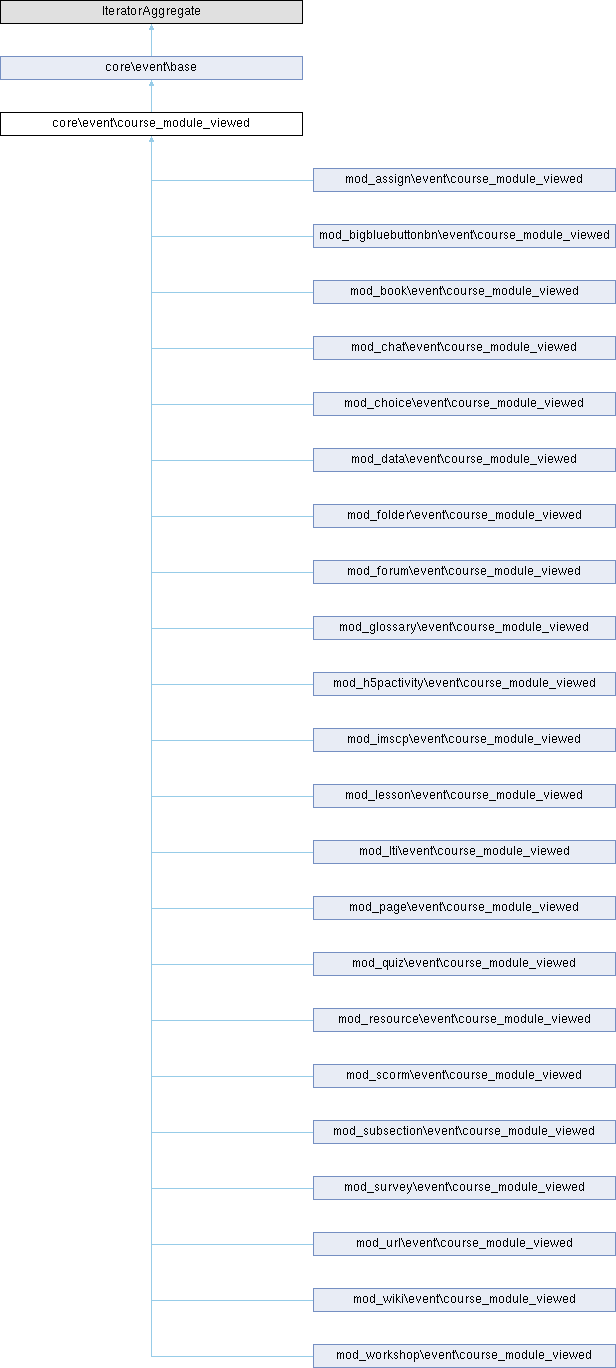 IteratorAggregate
core\event\base
core\event\course_module_viewed
mod_assign\event\course_module_viewed
mod_bigbluebuttonbn\event\course_module_viewed
mod_book\event\course_module_viewed
mod_chat\event\course_module_viewed
mod_choice\event\course_module_viewed
mod_data\event\course_module_viewed
mod_folder\event\course_module_viewed
mod_forum\event\course_module_viewed
mod_glossary\event\course_module_viewed
mod_h5pactivity\event\course_module_viewed
mod_imscp\event\course_module_viewed
mod_lesson\event\course_module_viewed
mod_lti\event\course_module_viewed
mod_page\event\course_module_viewed
mod_quiz\event\course_module_viewed
mod_resource\event\course_module_viewed
mod_scorm\event\course_module_viewed
mod_subsection\event\course_module_viewed
mod_survey\event\course_module_viewed
mod_url\event\course_module_viewed
mod_wiki\event\course_module_viewed
mod_workshop\event\course_module_viewed